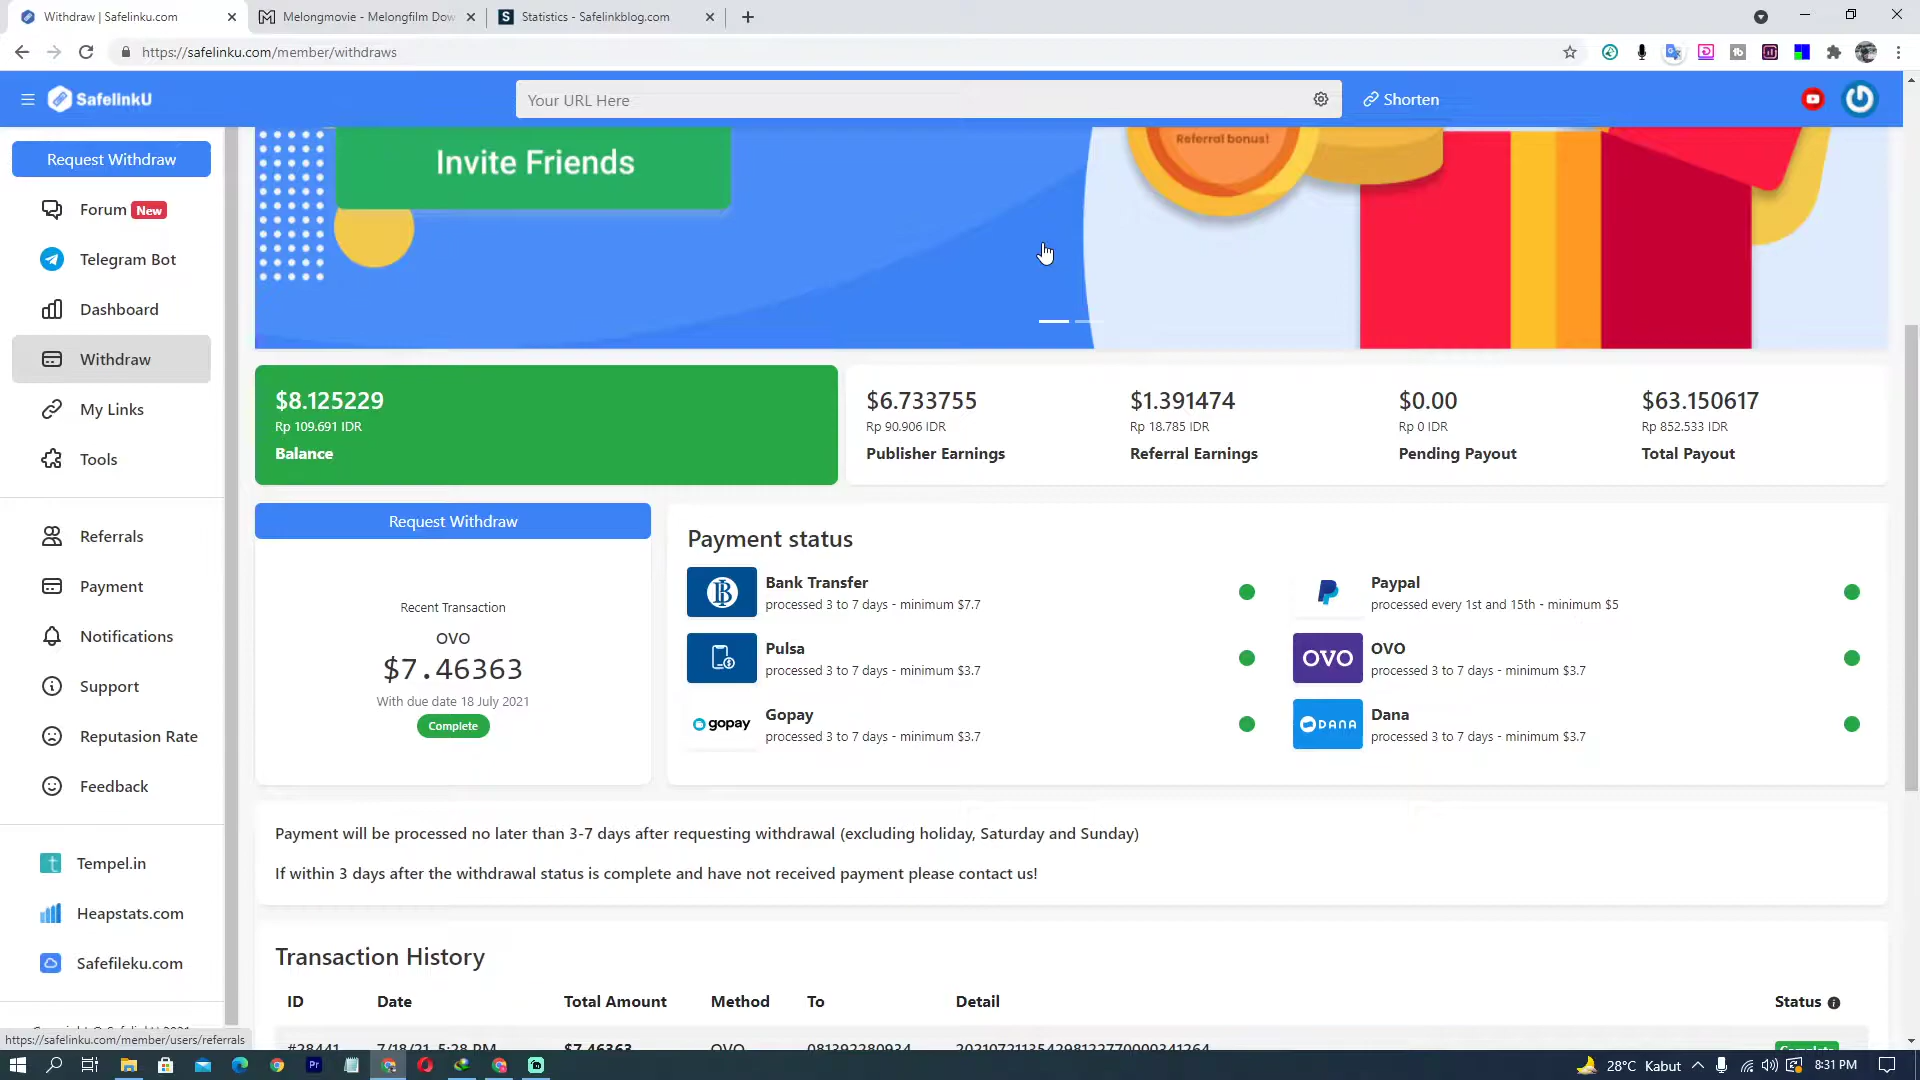 Withdraw | Safelinku.com
Melongmovie - Melongfilm Dow
Statistics - Safelinkblog.com
https://safelinku.com/member/withdraws
SafelinkU
Your URL Here
Shorten
Request Withdraw
Forum New
Telegram Bot
Dashboard
Withdraw
My Links
Tools
Referrals
Payment
Notifications
Support
Reputasion Rate
Feedback
Tempel.in
Heapstats.com
Safefileku.com
Invite Friends
Referral bonus!
$8.125229
Rp 109.691 IDR
Balance
$6.733755
Rp 90.906 IDR
Publisher Earnings
$1.391474
Rp 18.785 IDR
Referral Earnings
$0.00
Rp 0 IDR
Pending Payout
$63.150617
Rp 852.533 IDR
Total Payout
Request Withdraw
Recent Transaction
OVO
$7.46363
With due date 18 July 2021
Complete
Payment status
Bank Transfer
processed 3 to 7 days - minimum $7.7
Paypal
processed every 1st and 15th - minimum $5
Pulsa
processed 3 to 7 days - minimum $3.7
OVO
OVO
processed 3 to 7 days - minimum $3.7
gopay
Gopay
processed 3 to 7 days - minimum $3.7
DANA
Dana
processed 3 to 7 days - minimum $3.7
Payment will be processed no later than 3-7 days after requesting withdrawal (excluding holiday, Saturday and Sunday)
If within 3 days after the withdrawal status is complete and have not received payment please contact us!
Transaction History
ID Date Total Amount Method To Detail Status
#28441 7/18/21, 5:28 PM $7.46363 OVO
Complete
https://safelinku.com/member/users/referrals
28°C Kabut
8:31 PM